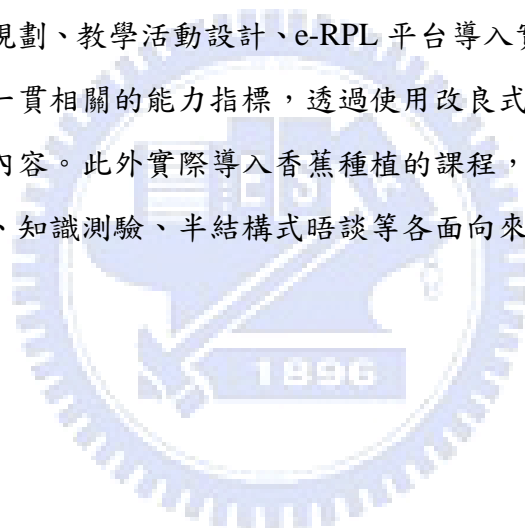 規劃、教學活動設計、e-RPL 平台導入實
一貫相關的能力指標，透過使用改良式
內容。此外實際導入香蕉種植的課程，
、知識測驗、半結構式晤談等各面向來
1896